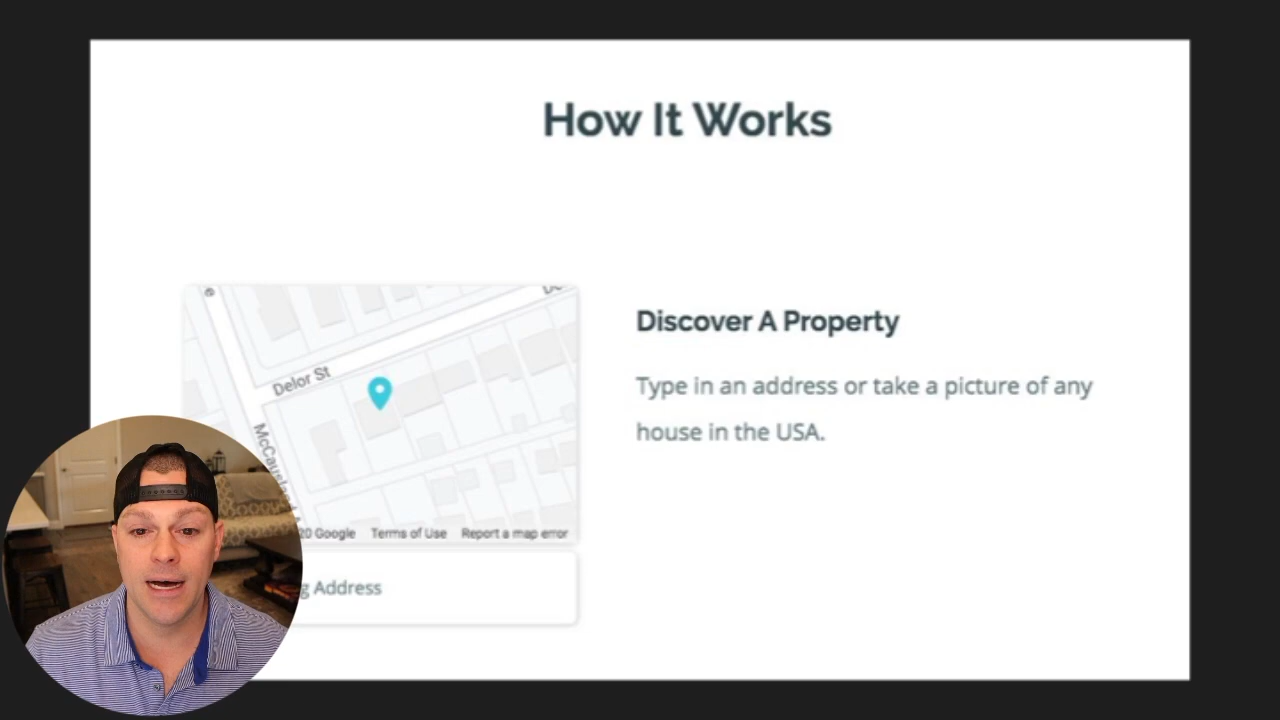 How It Works
Delor St
Discover A Property
Type in an address or take a picture of any
house in the USA.
20 Google Terms of Use Report a map error
Address